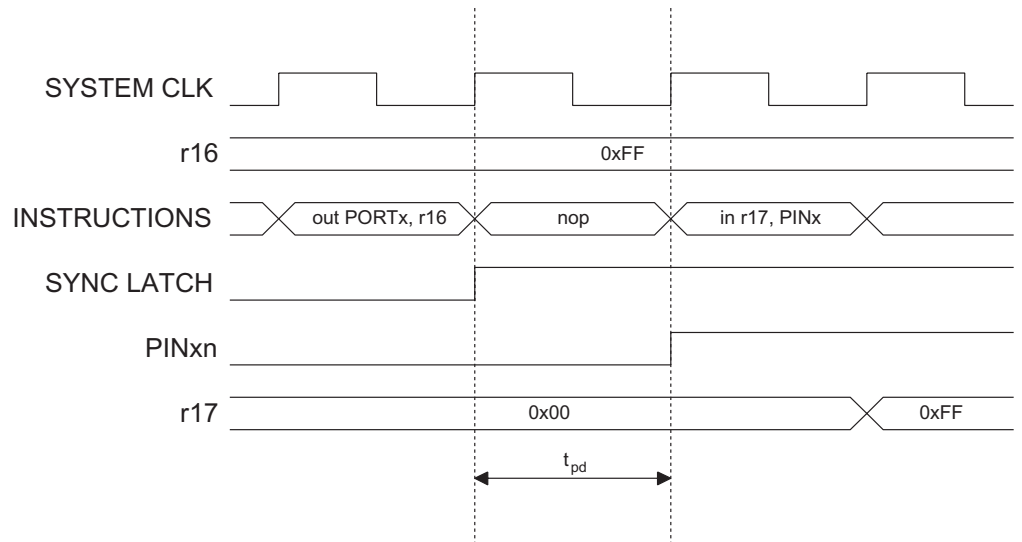 SYSTEM CLK
r16
0xFF
INSTRUCTIONS
out PORTx, r16
nop
in r17, PINx
SYNC LATCH
PINxn
r17
0x00
0xFF
tpd